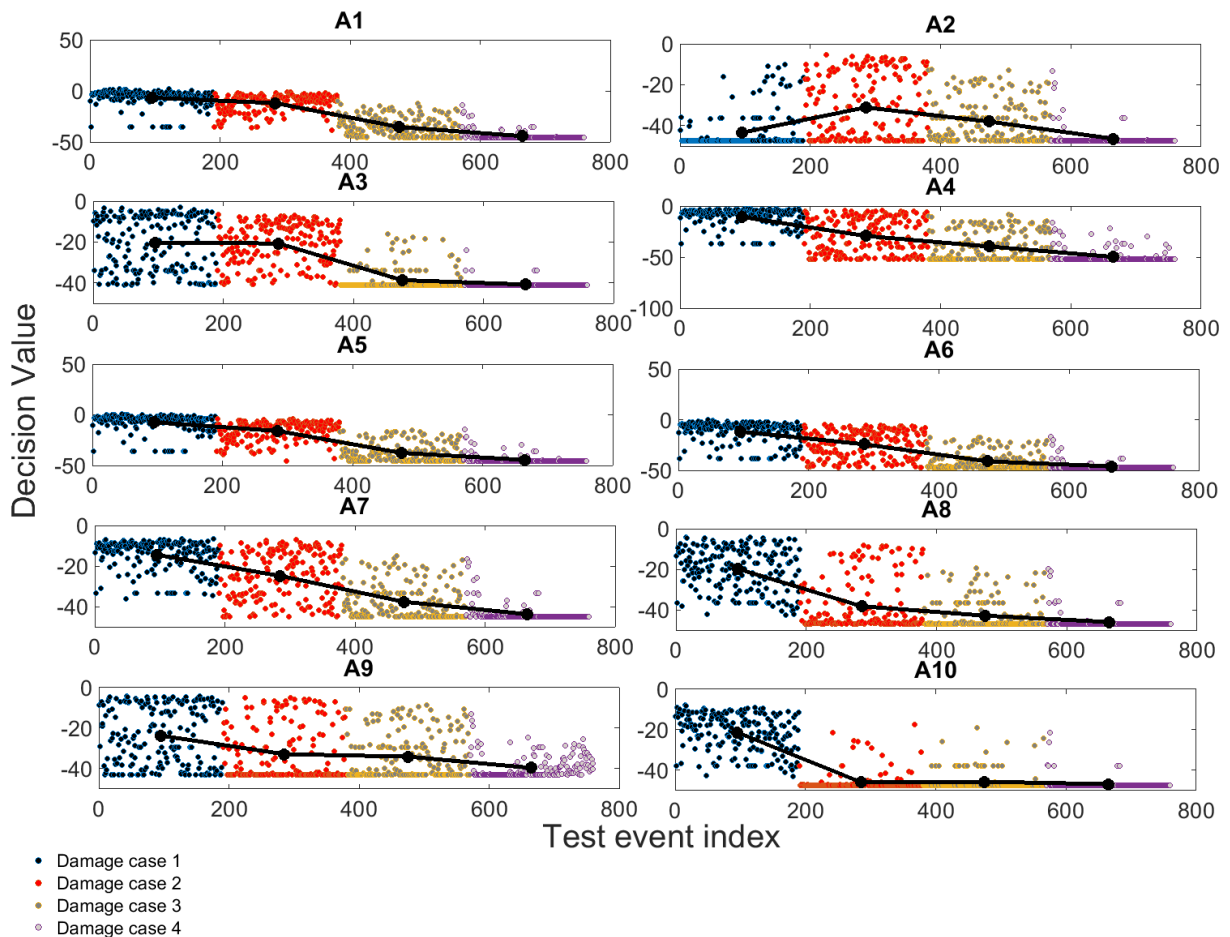 A1
50
0
-50
0 200 400 600 800
A2
0
-20
-40
0 200 400 600 800
A3
0
-20
-40
0 200 400 600 800
A4
0
-50
-100
0 200 400 600 800
A5
50
0
-50
0 200 400 600 800
A6
50
0
-50
0 200 400 600 800
A7
0
-20
-40
0 200 400 600 800
A8
0
-20
-40
0 200 400 600 800
A9
0
-20
-40
0 200 400 600 800
A10
0
-20
-40
0 200 400 600 800
Decision Value
Test event index
Damage case 1
Damage case 2
Damage case 3
Damage case 4